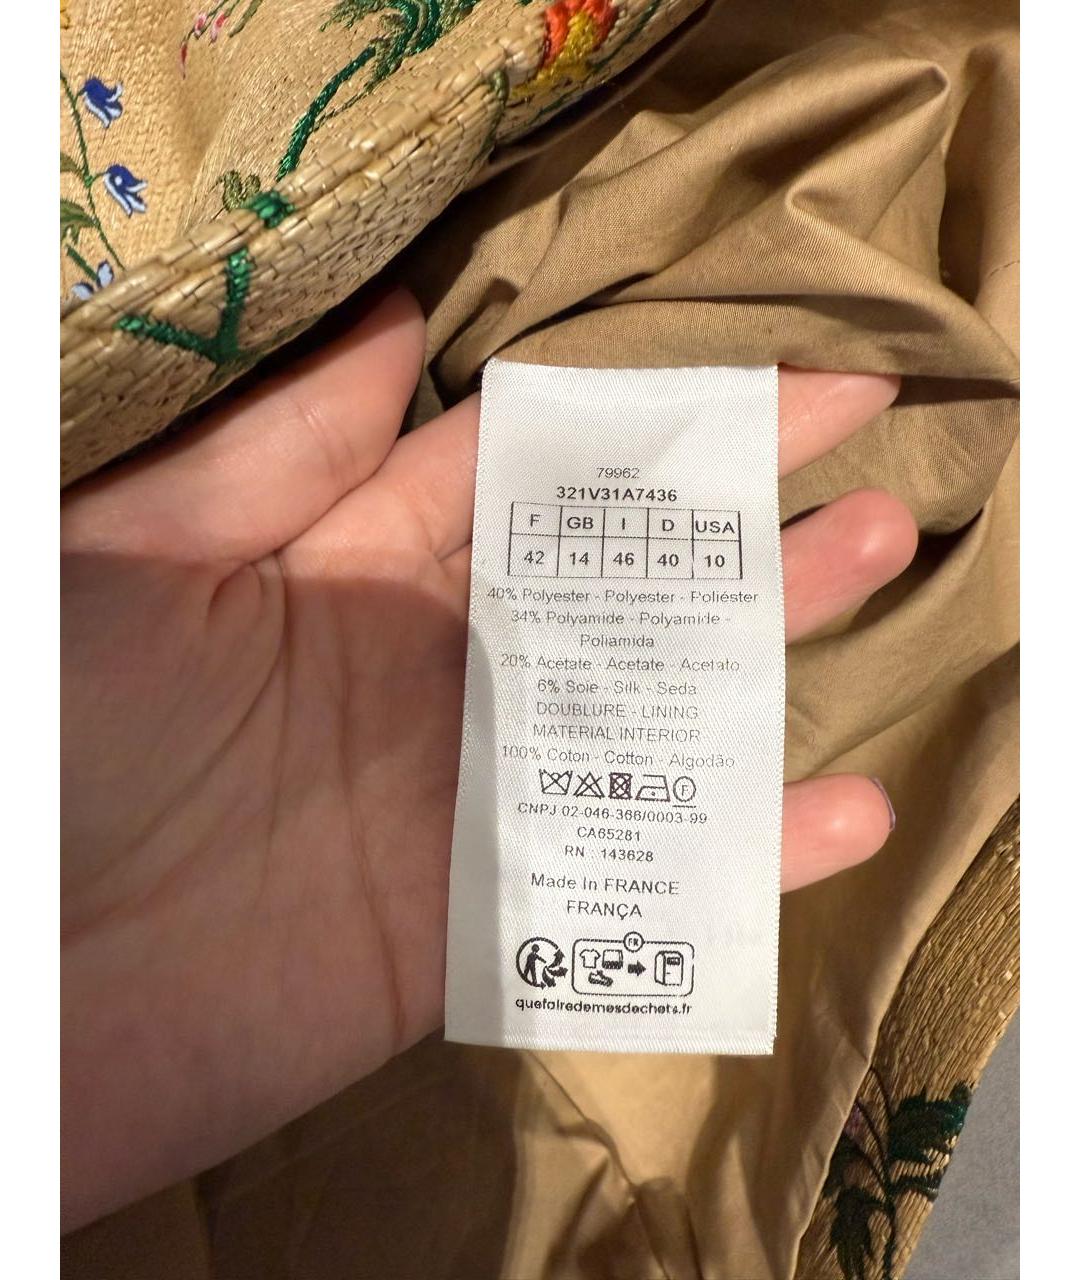 79962
321V31A7436
F GB I D USA
42 14 46 40 10
40% Polyester - Polyester - Poliéster
34% Polyamide - Polyamide -
Poliamida
20% Acetate - Acetate - Acetato
6% Soie - Silk - Seda
DOUBLURE - LINING
MATERIAL INTERIOR
100% Coton - Cotton - Algodão
F
CNPJ 02-046-366/0003-99
CA65281
RN : 143628
Made In FRANCE
FRANÇA
FR
quefairedemesdechets.fr